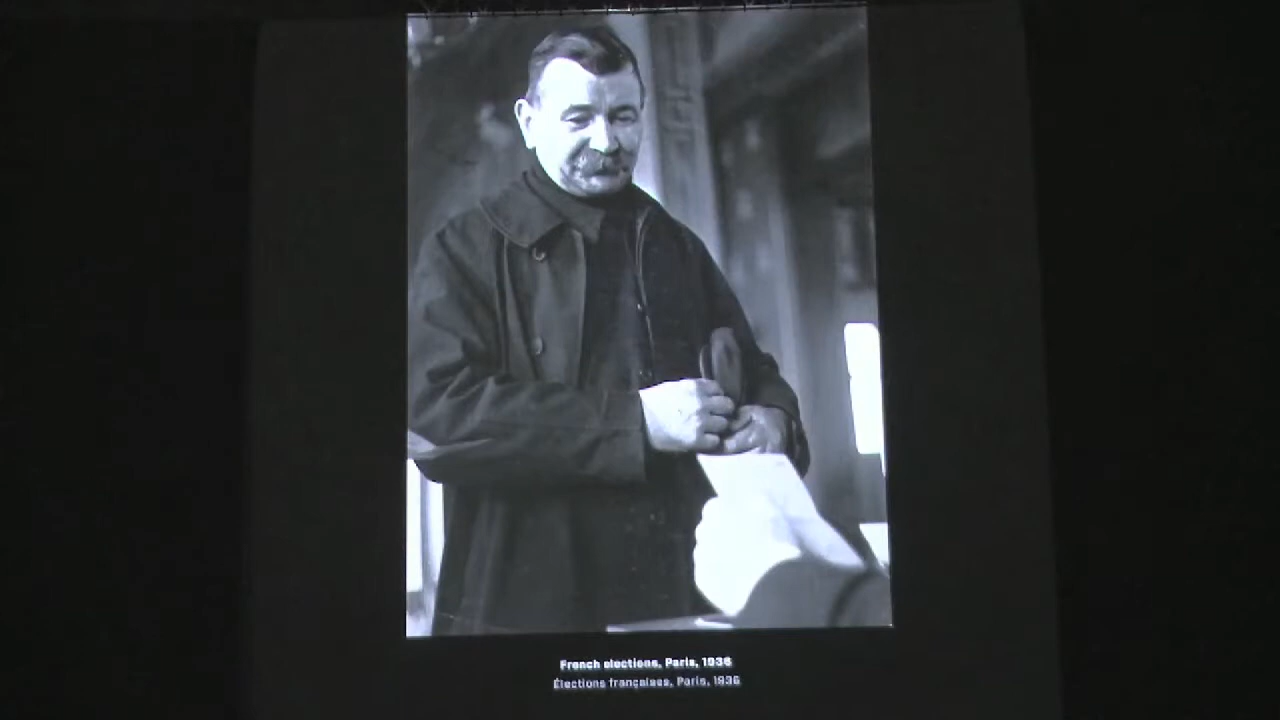 French elections, Paris, 1936
Élections françaises, Paris, 1936